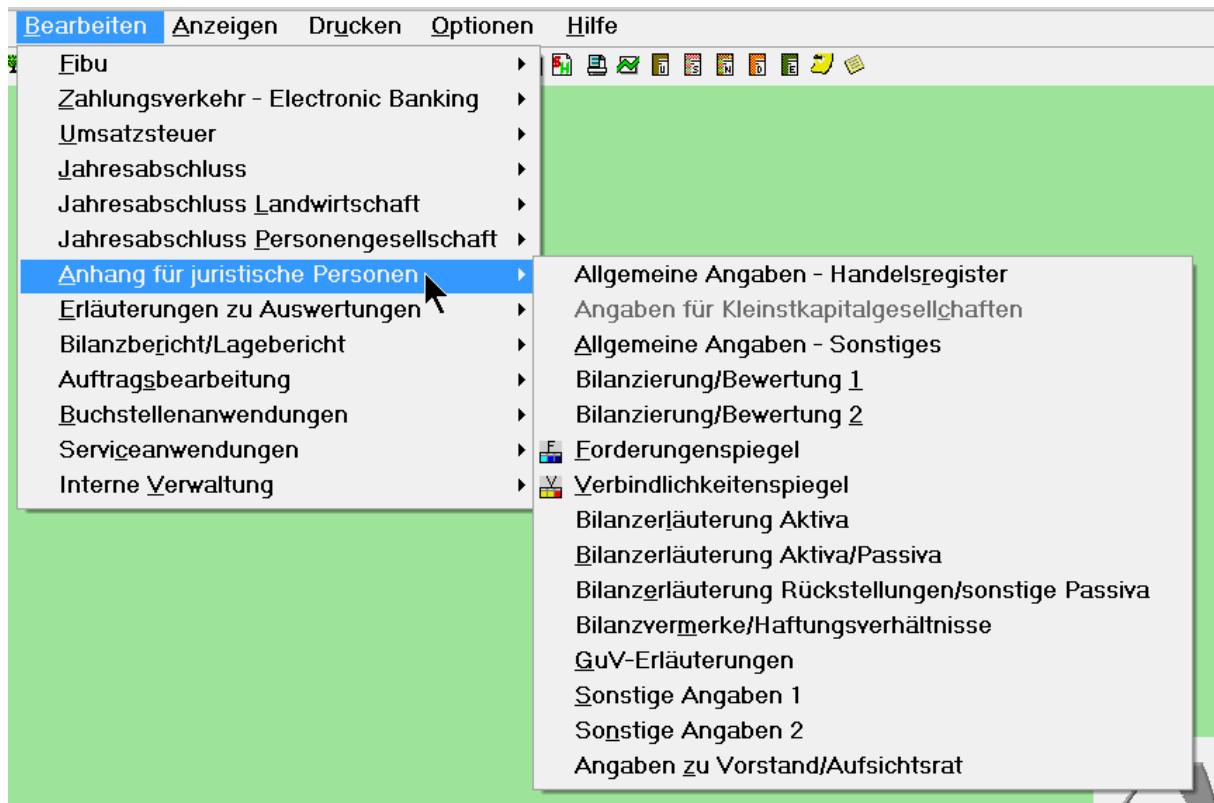 Bearbeiten Anzeigen Drucken Optionen Hilfe
Fibu
Zahlungsverkehr - Electronic Banking
Umsatzsteuer
Jahresabschluss
Jahresabschluss Landwirtschaft
Jahresabschluss Personengesellschaft
Anhang für juristische Personen
Erläuterungen zu Auswertungen
Bilanzbericht/Lagebericht
Auftragsbearbeitung
Buchstellenanwendungen
Serviceanwendungen
Interne Verwaltung
Allgemeine Angaben - Handelsregister
Angaben für Kleinstkapitalgesellchaften
Allgemeine Angaben - Sonstiges
Bilanzierung/Bewertung 1
Bilanzierung/Bewertung 2
F Forderungenspiegel
V Verbindlichkeitenspiegel
Bilanzerläuterung Aktiva
Bilanzerläuterung Aktiva/Passiva
Bilanzerläuterung Rückstellungen/sonstige Passiva
Bilanzvermerke/Haftungsverhältnisse
GuV-Erläuterungen
Sonstige Angaben 1
Sonstige Angaben 2
Angaben zu Vorstand/Aufsichtsrat